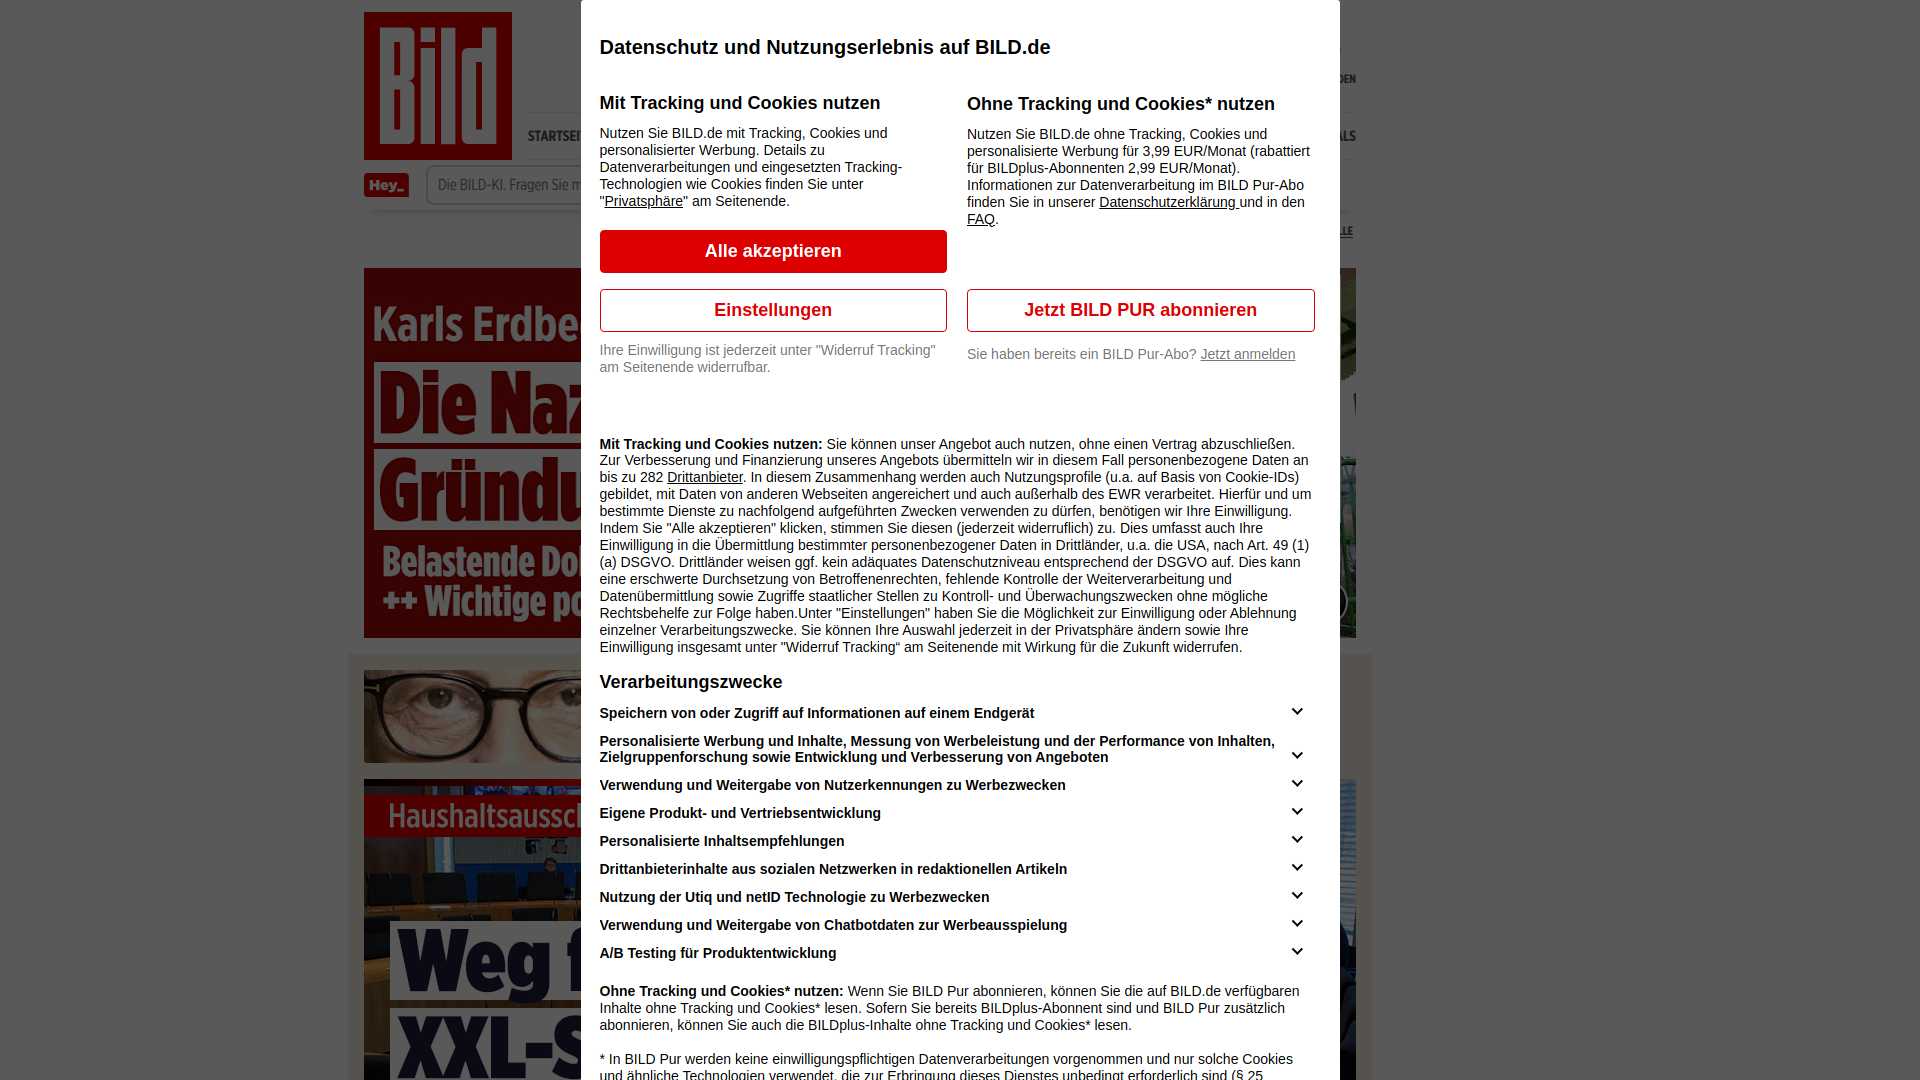 Bild
STARTSEI
Hey_
Die BILD-KI. Fragen Sie m
Karls Erdbe
Die Naz
Gründu
Belastende Do
++ Wichtige po
Haushaltsaussch
Weg f
XXL-S
Datenschutz und Nutzungserlebnis auf BILD.de
Mit Tracking und Cookies nutzen
Nutzen Sie BILD.de mit Tracking, Cookies und
personalisierter Werbung. Details zu
Datenverarbeitungen und eingesetzten Tracking-
Technologien wie Cookies finden Sie unter
"Privatsphäre" am Seitenende.
Alle akzeptieren
Einstellungen
Ihre Einwilligung ist jederzeit unter "Widerruf Tracking"
am Seitenende widerrufbar.
Ohne Tracking und Cookies* nutzen
Nutzen Sie BILD.de ohne Tracking, Cookies und
personalisierte Werbung für 3,99 EUR/Monat (rabattiert
für BILDplus-Abonnenten 2,99 EUR/Monat).
Informationen zur Datenverarbeitung im BILD Pur-Abo
finden Sie in unserer Datenschutzerklärung und in den
FAQ.
Jetzt BILD PUR abonnieren
Sie haben bereits ein BILD Pur-Abo? Jetzt anmelden
Mit Tracking und Cookies nutzen: Sie können unser Angebot auch nutzen, ohne einen Vertrag abzuschließen.
Zur Verbesserung und Finanzierung unseres Angebots übermitteln wir in diesem Fall personenbezogene Daten an
bis zu 282 Drittanbieter. In diesem Zusammenhang werden auch Nutzungsprofile (u.a. auf Basis von Cookie-IDs)
gebildet, mit Daten von anderen Webseiten angereichert und auch außerhalb des EWR verarbeitet. Hierfür und um
bestimmte Dienste zu nachfolgend aufgeführten Zwecken verwenden zu dürfen, benötigen wir Ihre Einwilligung.
Indem Sie "Alle akzeptieren" klicken, stimmen Sie diesen (jederzeit widerruflich) zu. Dies umfasst auch Ihre
Einwilligung in die Übermittlung bestimmter personenbezogener Daten in Drittländer, u.a. die USA, nach Art. 49 (1)
(a) DSGVO. Drittländer weisen ggf. kein adäquates Datenschutzniveau entsprechend der DSGVO auf. Dies kann
eine erschwerte Durchsetzung von Betroffenenrechten, fehlende Kontrolle der Weiterverarbeitung und
Datenübermittlung sowie Zugriffe staatlicher Stellen zu Kontroll- und Überwachungszwecken ohne mögliche
Rechtsbehelfe zur Folge haben.Unter "Einstellungen" haben Sie die Möglichkeit zur Einwilligung oder Ablehnung
einzelner Verarbeitungszwecke. Sie können Ihre Auswahl jederzeit in der Privatsphäre ändern sowie Ihre
Einwilligung insgesamt unter "Widerruf Tracking“ am Seitenende mit Wirkung für die Zukunft widerrufen.
Verarbeitungszwecke
Speichern von oder Zugriff auf Informationen auf einem Endgerät
Personalisierte Werbung und Inhalte, Messung von Werbeleistung und der Performance von Inhalten,
Zielgruppenforschung sowie Entwicklung und Verbesserung von Angeboten
Verwendung und Weitergabe von Nutzerkennungen zu Werbezwecken
Eigene Produkt- und Vertriebsentwicklung
Personalisierte Inhaltsempfehlungen
Drittanbieterinhalte aus sozialen Netzwerken in redaktionellen Artikeln
Nutzung der Utiq und netID Technologie zu Werbezwecken
Verwendung und Weitergabe von Chatbotdaten zur Werbeausspielung
A/B Testing für Produktentwicklung
Ohne Tracking und Cookies* nutzen: Wenn Sie BILD Pur abonnieren, können Sie die auf BILD.de verfügbaren
Inhalte ohne Tracking und Cookies* lesen. Sofern Sie bereits BILDplus-Abonnent sind und BILD Pur zusätzlich
abonnieren, können Sie auch die BILDplus-Inhalte ohne Tracking und Cookies* lesen.
* In BILD Pur werden keine einwilligungspflichtigen Datenverarbeitungen vorgenommen und nur solche Cookies
und ähnliche Technologien verwendet, die zur Erbringung dieses Dienstes unbedingt erforderlich sind (§ 25
DEN
ALS
LLE